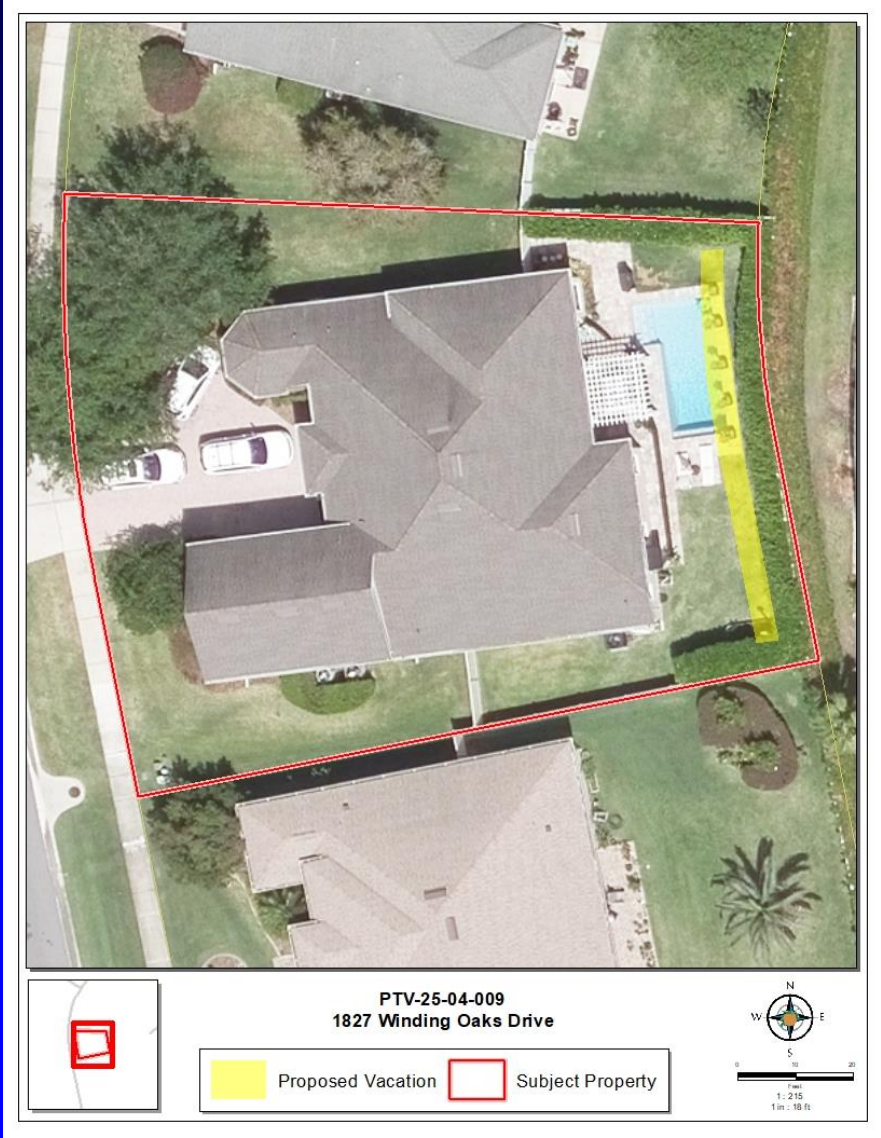 PTV-25-04-009
1827 Winding Oaks Drive
Proposed Vacation
Subject Property
N
W E
S
0 10 20
Feet
1 : 215
1 in : 18 ft